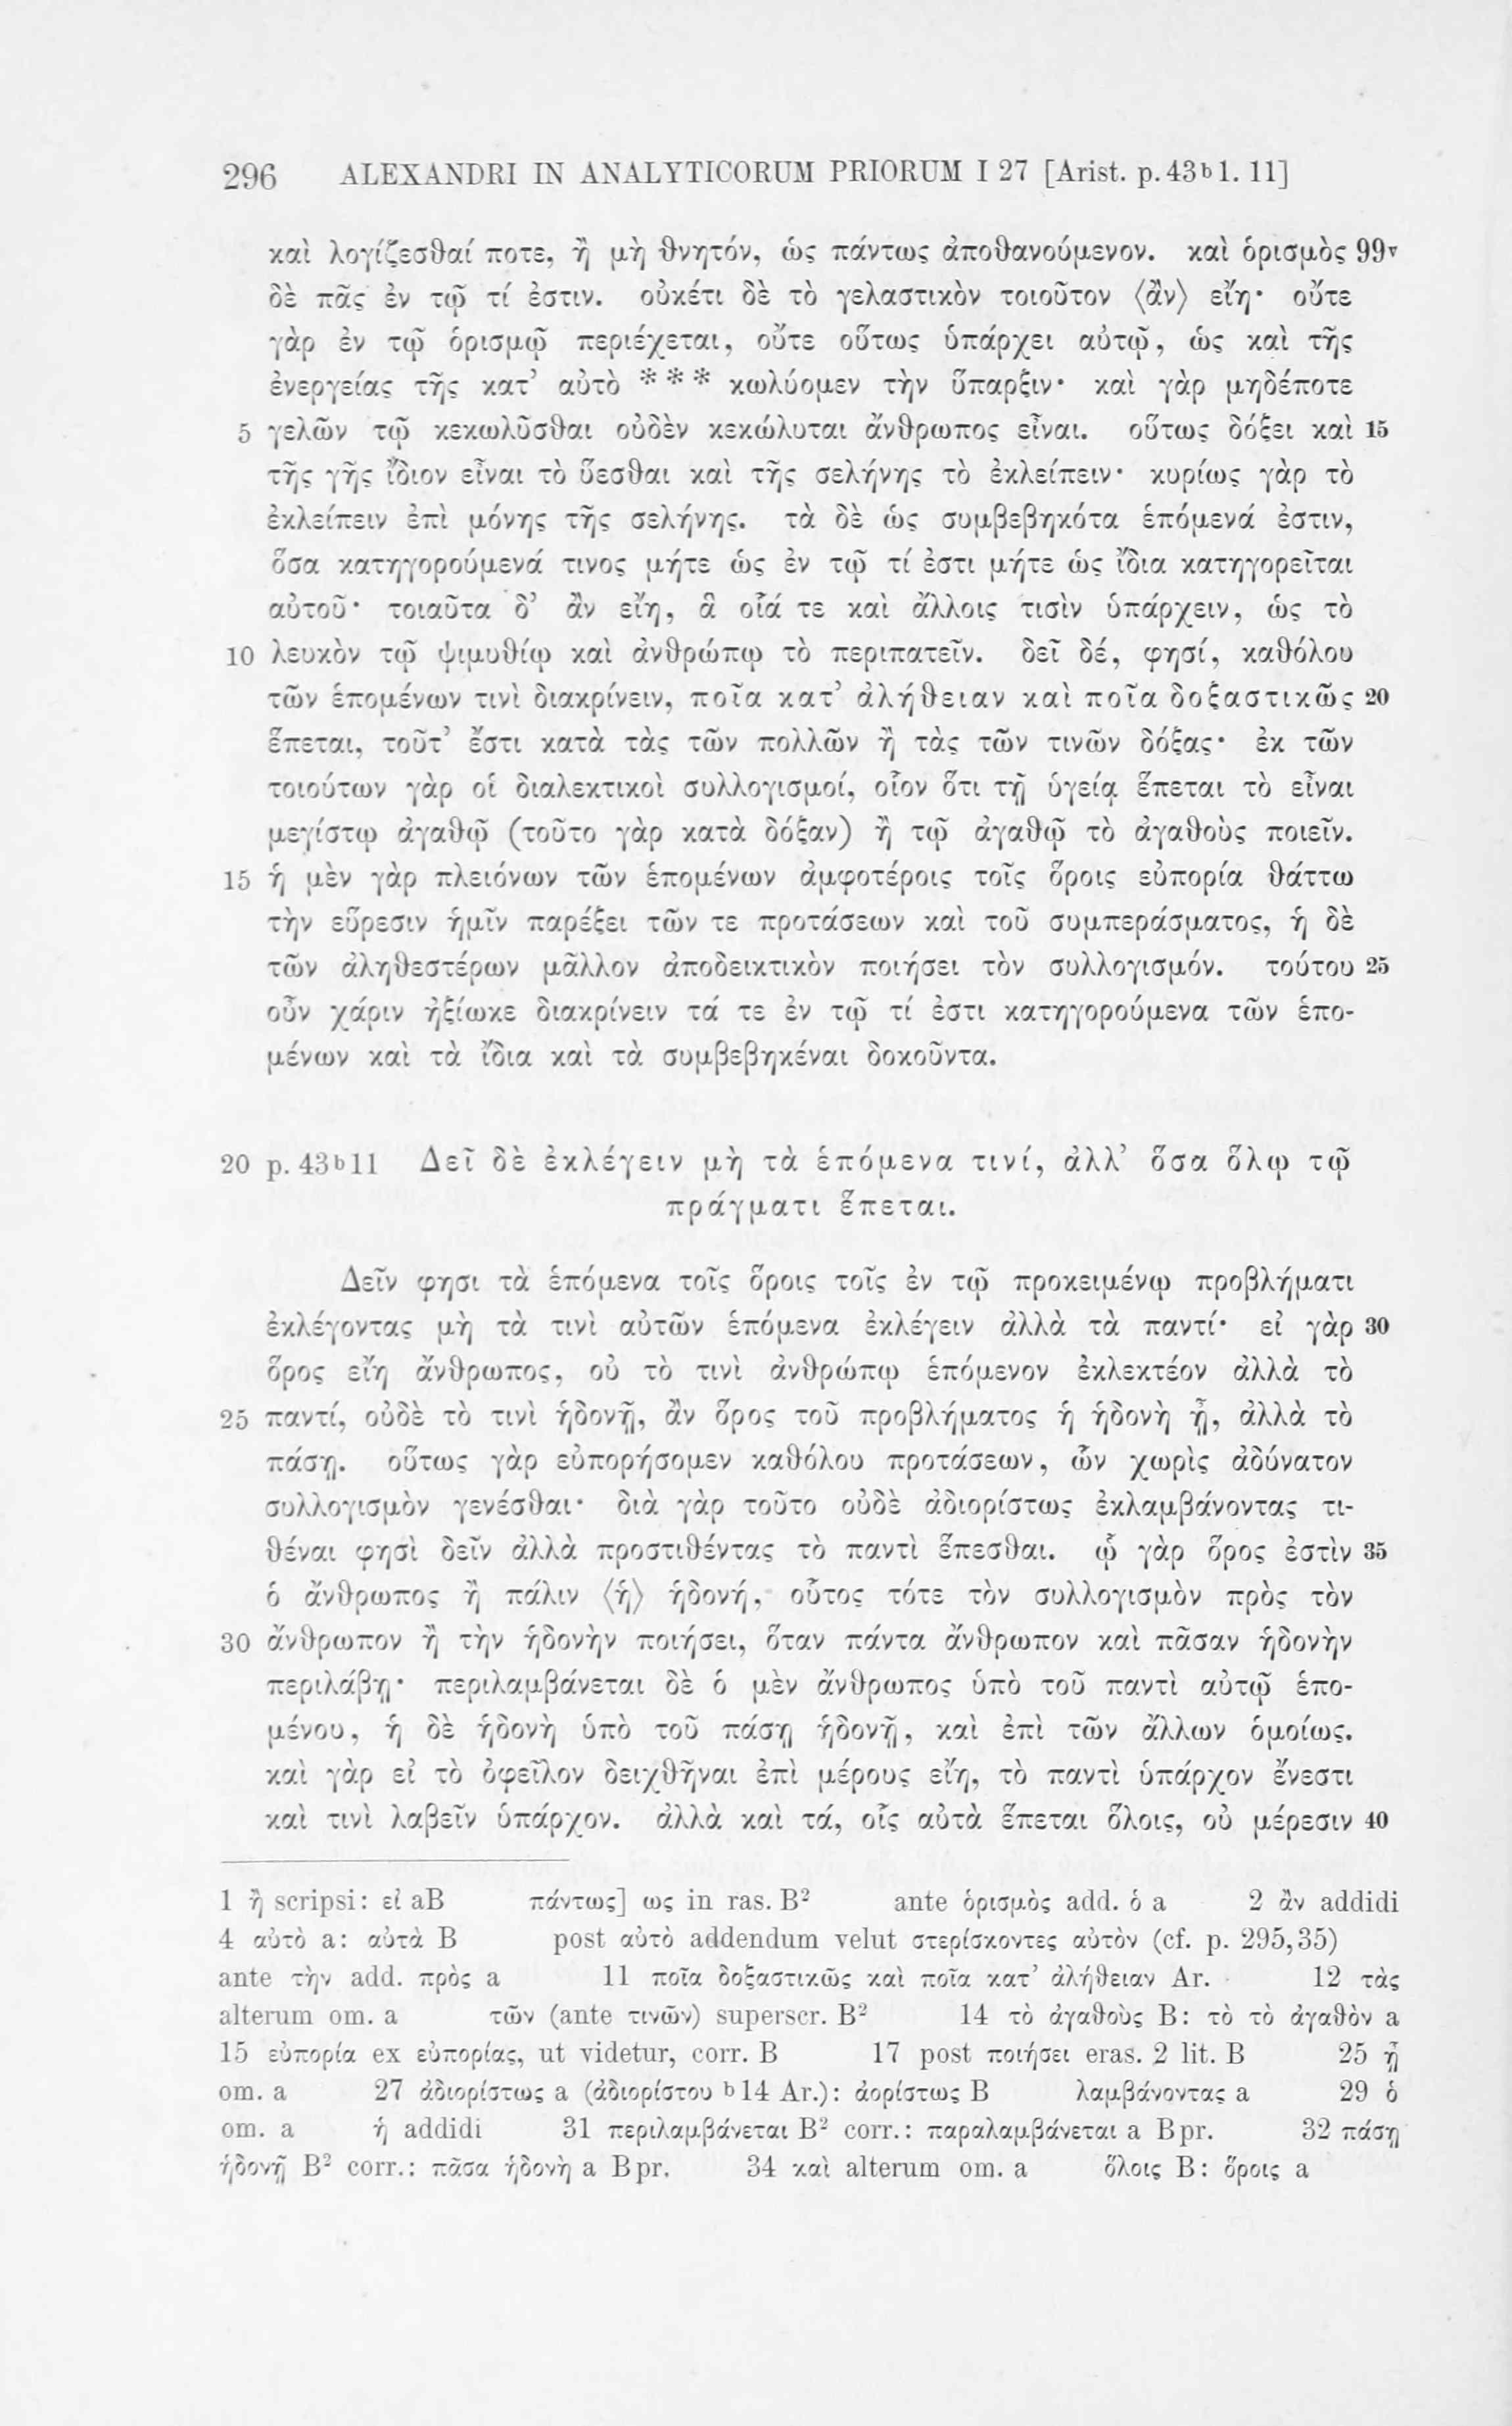 296 ALEXANDRI IN ANALYTICORUM PRIORUM I 27 [Arist. p. 43b1. 11]
καὶ λογίζεσθαί ποτε, ἢ μὴ θνητόν, ὡς πάντως ἀποθανούμενον. καὶ ὁρισμὸς 99v
δὲ πᾶς ἐν τῷ τί ἐστιν. οὐκέτι δὲ τὸ γελαστικὸν τοιοῦτον ⟨ἂν⟩ εἴη· οὔτε
γὰρ ἐν τῷ ὁρισμῷ περιέχεται, οὔτε οὕτως ὑπάρχει αὐτῷ, ὡς καὶ τῆς
ἐνεργείας τῆς κατ’ αὐτὸ *** κωλύομεν τὴν ὕπαρξιν· καὶ γὰρ μηδέποτε
5 γελῶν τῷ κεκωλῦσθαι οὐδὲν κεκώλυται ἄνθρωπος εἶναι. οὕτως δόξει καὶ 15
τῆς γῆς ἴδιον εἶναι τὸ ὕεσθαι καὶ τῆς σελήνης τὸ ἐκλείπειν· κυρίως γὰρ τὸ
ἐκλείπειν ἐπὶ μόνης τῆς σελήνης. τὰ δὲ ὡς συμβεβηκότα ἑπόμενά ἐστιν,
ὅσα κατηγορούμενά τινος μήτε ὡς ἐν τῷ τί ἐστι μήτε ὡς ἴδια κατηγορεῖται
αὐτοῦ· τοιαῦτα δ’ ἂν εἴη, ἃ οἷά τε καὶ ἄλλοις τισὶν ὑπάρχειν, ὡς τὸ
10 λευκὸν τῷ ψιμυθίῳ καὶ ἀνθρώπῳ τὸ περιπατεῖν. δεῖ δέ, φησί, καθόλου
τῶν ἑπομένων τινὶ διακρίνειν, ποῖα κατ’ ἀλήθειαν καὶ ποῖα δοξαστικῶς 20
ἕπεται, τοῦτ’ ἔστι κατὰ τὰς τῶν πολλῶν ἢ τὰς τῶν τινῶν δόξας· ἐκ τῶν
τοιούτων γὰρ οἱ διαλεκτικοὶ συλλογισμοί, οἷον ὅτι τῇ ὑγείᾳ ἕπεται τὸ εἶναι
μεγίστῳ ἀγαθῷ (τοῦτο γὰρ κατὰ δόξαν) ἢ τῷ ἀγαθῷ τὸ ἀγαθοὺς ποιεῖν.
15 ἡ μὲν γὰρ πλειόνων τῶν ἑπομένων ἀμφοτέροις τοῖς ὅροις εὐπορία θάττω
τὴν εὕρεσιν ἡμῖν παρέξει τῶν τε προτάσεων καὶ τοῦ συμπεράσματος, ἡ δὲ
τῶν ἀληθεστέρων μᾶλλον ἀποδεικτικὸν ποιήσει τὸν συλλογισμόν. τούτου 25
οὖν χάριν ἠξίωκε διακρίνειν τά τε ἐν τῷ τί ἐστι κατηγορούμενα τῶν ἑπο-
μένων καὶ τὰ ἴδια καὶ τὰ συμβεβηκέναι δοκοῦντα.
20 p. 43b11 Δεῖ δὲ ἐκλέγειν μὴ τὰ ἑπόμενα τινί, ἀλλ’ ὅσα ὅλῳ τῷ
πράγματι ἕπεται.
Δεῖν φησι τὰ ἑπόμενα τοῖς ὅροις τοῖς ἐν τῷ προκειμένῳ προβλήματι
ἐκλέγοντας μὴ τὰ τινὶ αὐτῶν ἑπόμενα ἐκλέγειν ἀλλὰ τὰ παντί· εἰ γὰρ 30
ὅρος εἴη ἄνθρωπος, οὐ τὸ τινὶ ἀνθρώπῳ ἑπόμενον ἐκλεκτέον ἀλλὰ τὸ
25 παντί, οὐδὲ τὸ τινὶ ἡδονῇ, ἂν ὅρος τοῦ προβλήματος ἡ ἡδονὴ ᾖ, ἀλλὰ τὸ
πάσῃ. οὕτως γὰρ εὐπορήσομεν καθόλου προτάσεων, ὧν χωρὶς ἀδύνατον
συλλογισμὸν γενέσθαι· διὰ γὰρ τοῦτο οὐδὲ ἀδιορίστως ἐκλαμβάνοντας τι-
θέναι φησὶ δεῖν ἀλλὰ προστιθέντας τὸ παντὶ ἕπεσθαι. ᾧ γὰρ ὅρος ἐστὶν 35
ὁ ἄνθρωπος ἢ πάλιν ⟨ἡ⟩ ἡδονή, οὗτος τότε τὸν συλλογισμὸν πρὸς τὸν
30 ἄνθρωπον ἢ τὴν ἡδονὴν ποιήσει, ὅταν πάντα ἄνθρωπον καὶ πᾶσαν ἡδονὴν
περιλάβῃ· περιλαμβάνεται δὲ ὁ μὲν ἄνθρωπος ὑπὸ τοῦ παντὶ αὐτῷ ἑπο-
μένου, ἡ δὲ ἡδονὴ ὑπὸ τοῦ πάσῃ ἡδονῇ, καὶ ἐπὶ τῶν ἄλλων ὁμοίως.
καὶ γὰρ εἰ τὸ ὀφεῖλον δειχθῆναι ἐπὶ μέρους εἴη, τὸ παντὶ ὑπάρχον ἔνεστι
καὶ τινὶ λαβεῖν ὑπάρχον. ἀλλὰ καὶ τά, οἷς αὐτὰ ἕπεται ὅλοις, οὐ μέρεσιν 40
1 ἢ scripsi: εἰ aB πάντως] ως in ras. B² ante ὁρισμὸς add. ὁ a 2 ἂν addidi
4 αὐτὸ a: αὐτὰ B post αὐτὸ addendum velut στερίσκοντες αὐτὸν (cf. p. 295,35)
ante τὴν add. πρὸς a 11 ποῖα δοξαστικῶς καὶ ποῖα κατ’ ἀλήθειαν Ar. 12 τὰς
alterum om. a τῶν (ante τινῶν) superscr. B² 14 τὸ ἀγαθοὺς B: τὸ τὸ ἀγαθὸν a
15 εὐπορία ex εὐπορίας, ut videtur, corr. B 17 post ποιήσει eras. 2 lit. B 25 ᾖ
om. a 27 ἀδιορίστως a (ἀδιορίστου b14 Ar.): ἀορίστως B λαμβάνοντας a 29 ὁ
om. a ἡ addidi 31 περιλαμβάνεται B² corr.: παραλαμβάνεται a B pr. 32 πάσῃ
ἡδονῇ B² corr.: πᾶσα ἡδονὴ a B pr. 34 καὶ alterum om. a ὅλοις B: ὅροις a